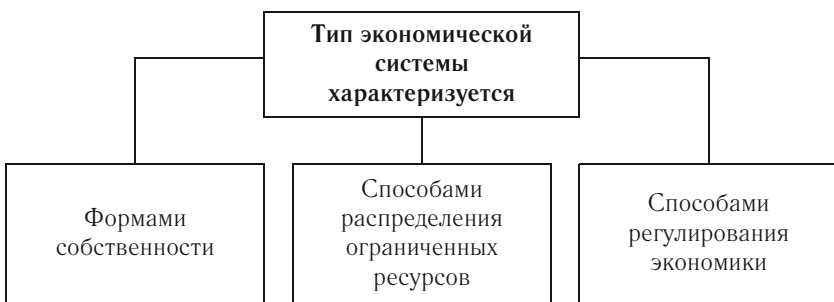 Тип экономической
системы
характеризуется
Формами
собственности
Способами
распределения
ограниченных
ресурсов
Способами
регулирования
экономики